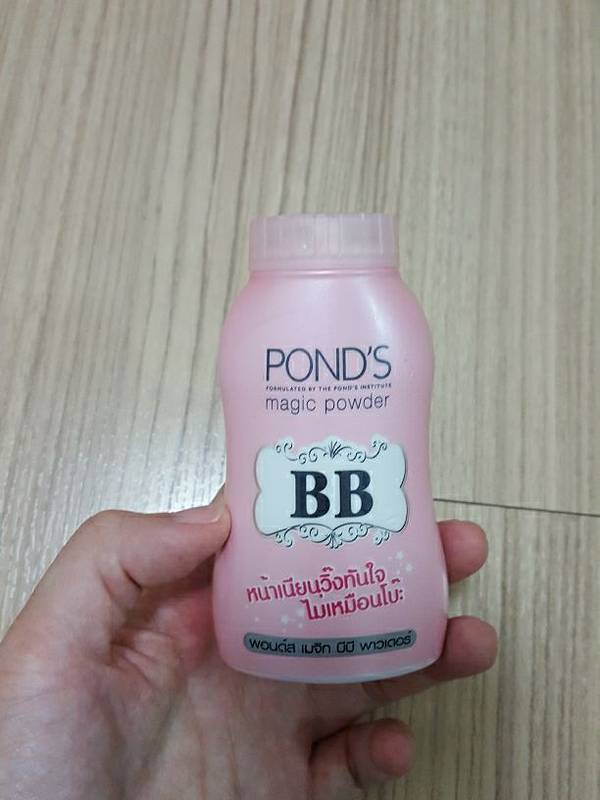 POND'S
FORMULATED BY THE POND'S INSTITUTE
magic powder
BB
หน้าเนียนวิ๊งทันใจ
ไม่เหมือนโบ๊ะ
พอนด์ส เมจิก บีบี พาวเดอร์